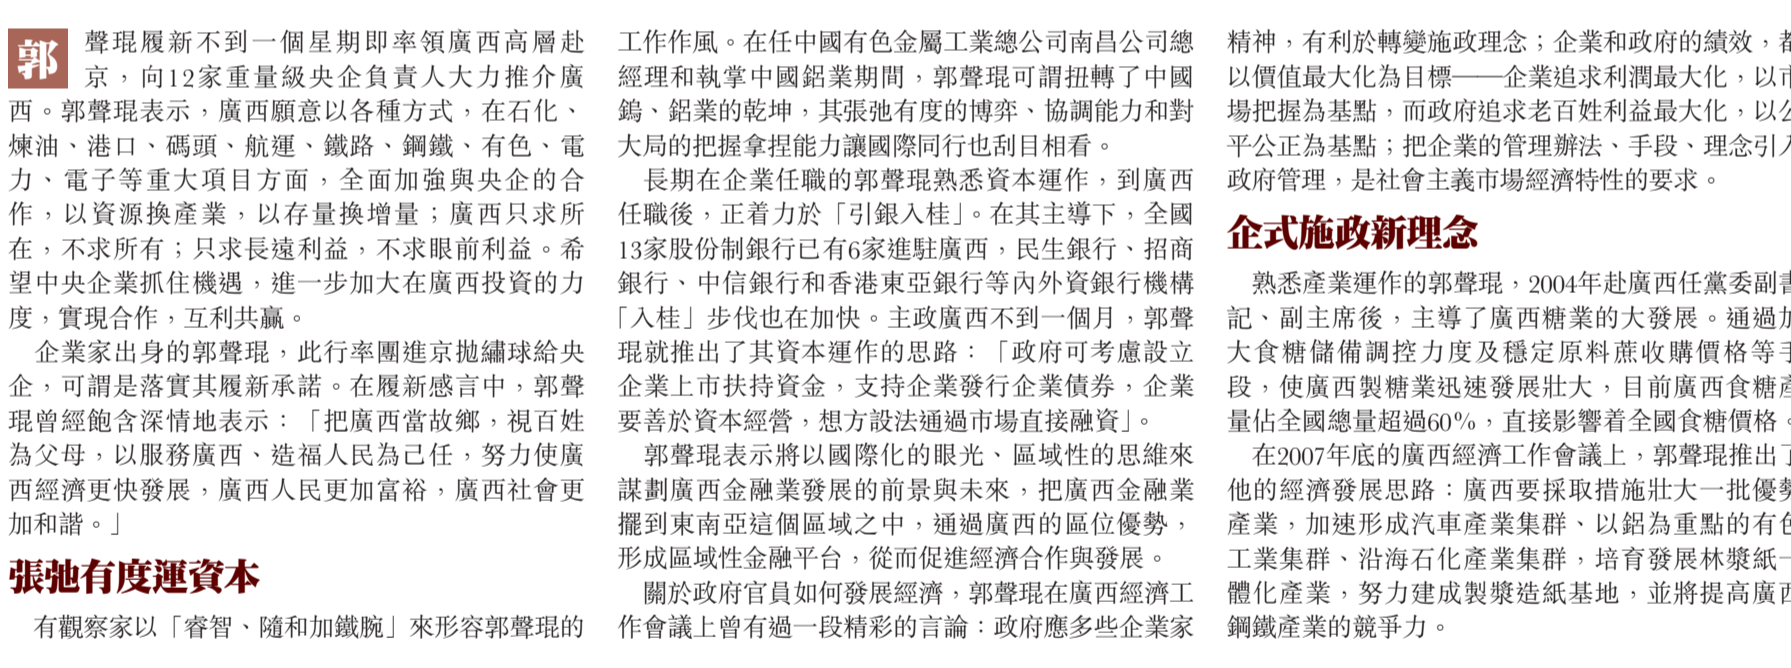 郭聲琨履新不到一個星期即率領廣西高層赴
京，向12家重量級央企負責人大力推介廣
西。郭聲琨表示，廣西願意以各種方式，在石化、
煉油、港口、碼頭、航運、鐵路、鋼鐵、有色、電
力、電子等重大項目方面，全面加強與央企的合
作，以資源換產業，以存量換增量；廣西只求所
在，不求所有；只求長遠利益，不求眼前利益。希
望中央企業抓住機遇，進一步加大在廣西投資的力
度，實現合作，互利共贏。
企業家出身的郭聲琨，此行率團進京拋繡球給央
企，可謂是落實其履新承諾。在履新感言中，郭聲
琨曾經飽含深情地表示：「把廣西當故鄉，視百姓
為父母，以服務廣西、造福人民為己任，努力使廣
西經濟更快發展，廣西人民更加富裕，廣西社會更
加和諧。」
張弛有度運資本
有觀察家以「睿智、隨和加鐵腕」來形容郭聲琨的
工作作風。在任中國有色金屬工業總公司南昌公司總
經理和執掌中國鋁業期間，郭聲琨可謂扭轉了中國
鎢、鋁業的乾坤，其張弛有度的博弈、協調能力和對
大局的把握拿捏能力讓國際同行也刮目相看。
長期在企業任職的郭聲琨熟悉資本運作，到廣西
任職後，正着力於「引銀入桂」。在其主導下，全國
13家股份制銀行已有6家進駐廣西，民生銀行、招商
銀行、中信銀行和香港東亞銀行等內外資銀行機構
「入桂」步伐也在加快。主政廣西不到一個月，郭聲
琨就推出了其資本運作的思路：「政府可考慮設立
企業上市扶持資金，支持企業發行企業債券，企業
要善於資本經營，想方設法通過市場直接融資」。
郭聲琨表示將以國際化的眼光、區域性的思維來
謀劃廣西金融業發展的前景與未來，把廣西金融業
擺到東南亞這個區域之中，通過廣西的區位優勢，
形成區域性金融平台，從而促進經濟合作與發展。
關於政府官員如何發展經濟，郭聲琨在廣西經濟工
作會議上曾有過一段精彩的言論：政府應多些企業家
精神，有利於轉變施政理念；企業和政府的績效，都
以價值最大化為目標——企業追求利潤最大化，以市
場把握為基點，而政府追求老百姓利益最大化，以公
平公正為基點；把企業的管理辦法、手段、理念引入
政府管理，是社會主義市場經濟特性的要求。
企式施政新理念
熟悉產業運作的郭聲琨，2004年赴廣西任黨委副書
記、副主席後，主導了廣西糖業的大發展。通過加
大食糖儲備調控力度及穩定原料蔗收購價格等手
段，使廣西製糖業迅速發展壯大，目前廣西食糖產
量佔全國總量超過60%，直接影響着全國食糖價格。
在2007年底的廣西經濟工作會議上，郭聲琨推出了
他的經濟發展思路：廣西要採取措施壯大一批優勢
產業，加速形成汽車產業集群、以鋁為重點的有色
工業集群、沿海石化產業集群，培育發展林漿紙一
體化產業，努力建成製漿造紙基地，並將提高廣西
鋼鐵產業的競爭力。